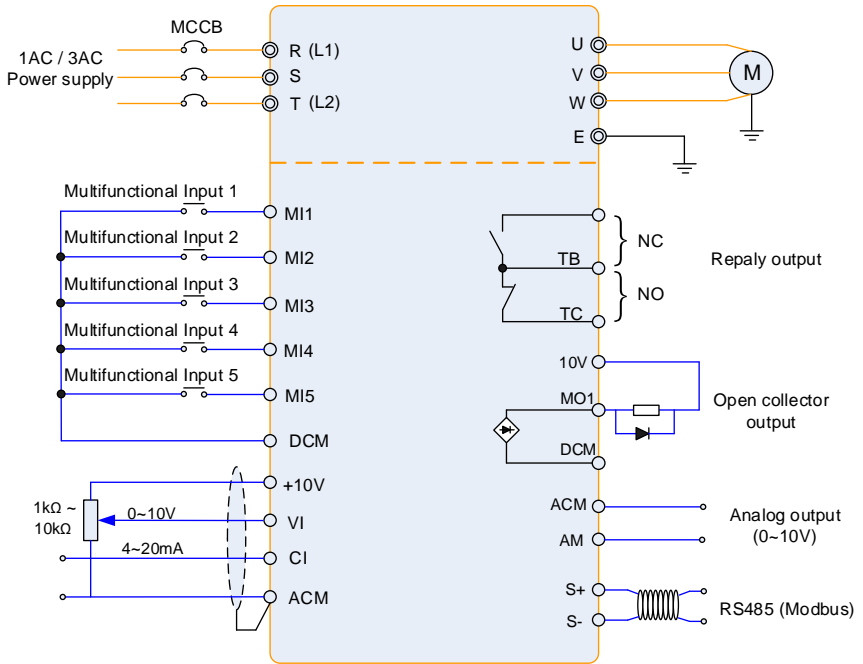 MCCB
1AC / 3AC
Power supply
R (L1)
S
T (L2)
U
V
W
E
M
Multifunctional Input 1
MI1
Multifunctional Input 2
MI2
Multifunctional Input 3
MI3
Multifunctional Input 4
MI4
Multifunctional Input 5
MI5
DCM
NC
TB
NO
TC
Repaly output
10V
MO1
DCM
Open collector
output
+10V
1kΩ ~
10kΩ
0~10V
VI
4~20mA
CI
ACM
ACM
AM
Analog output
(0~10V)
S+
S-
RS485 (Modbus)